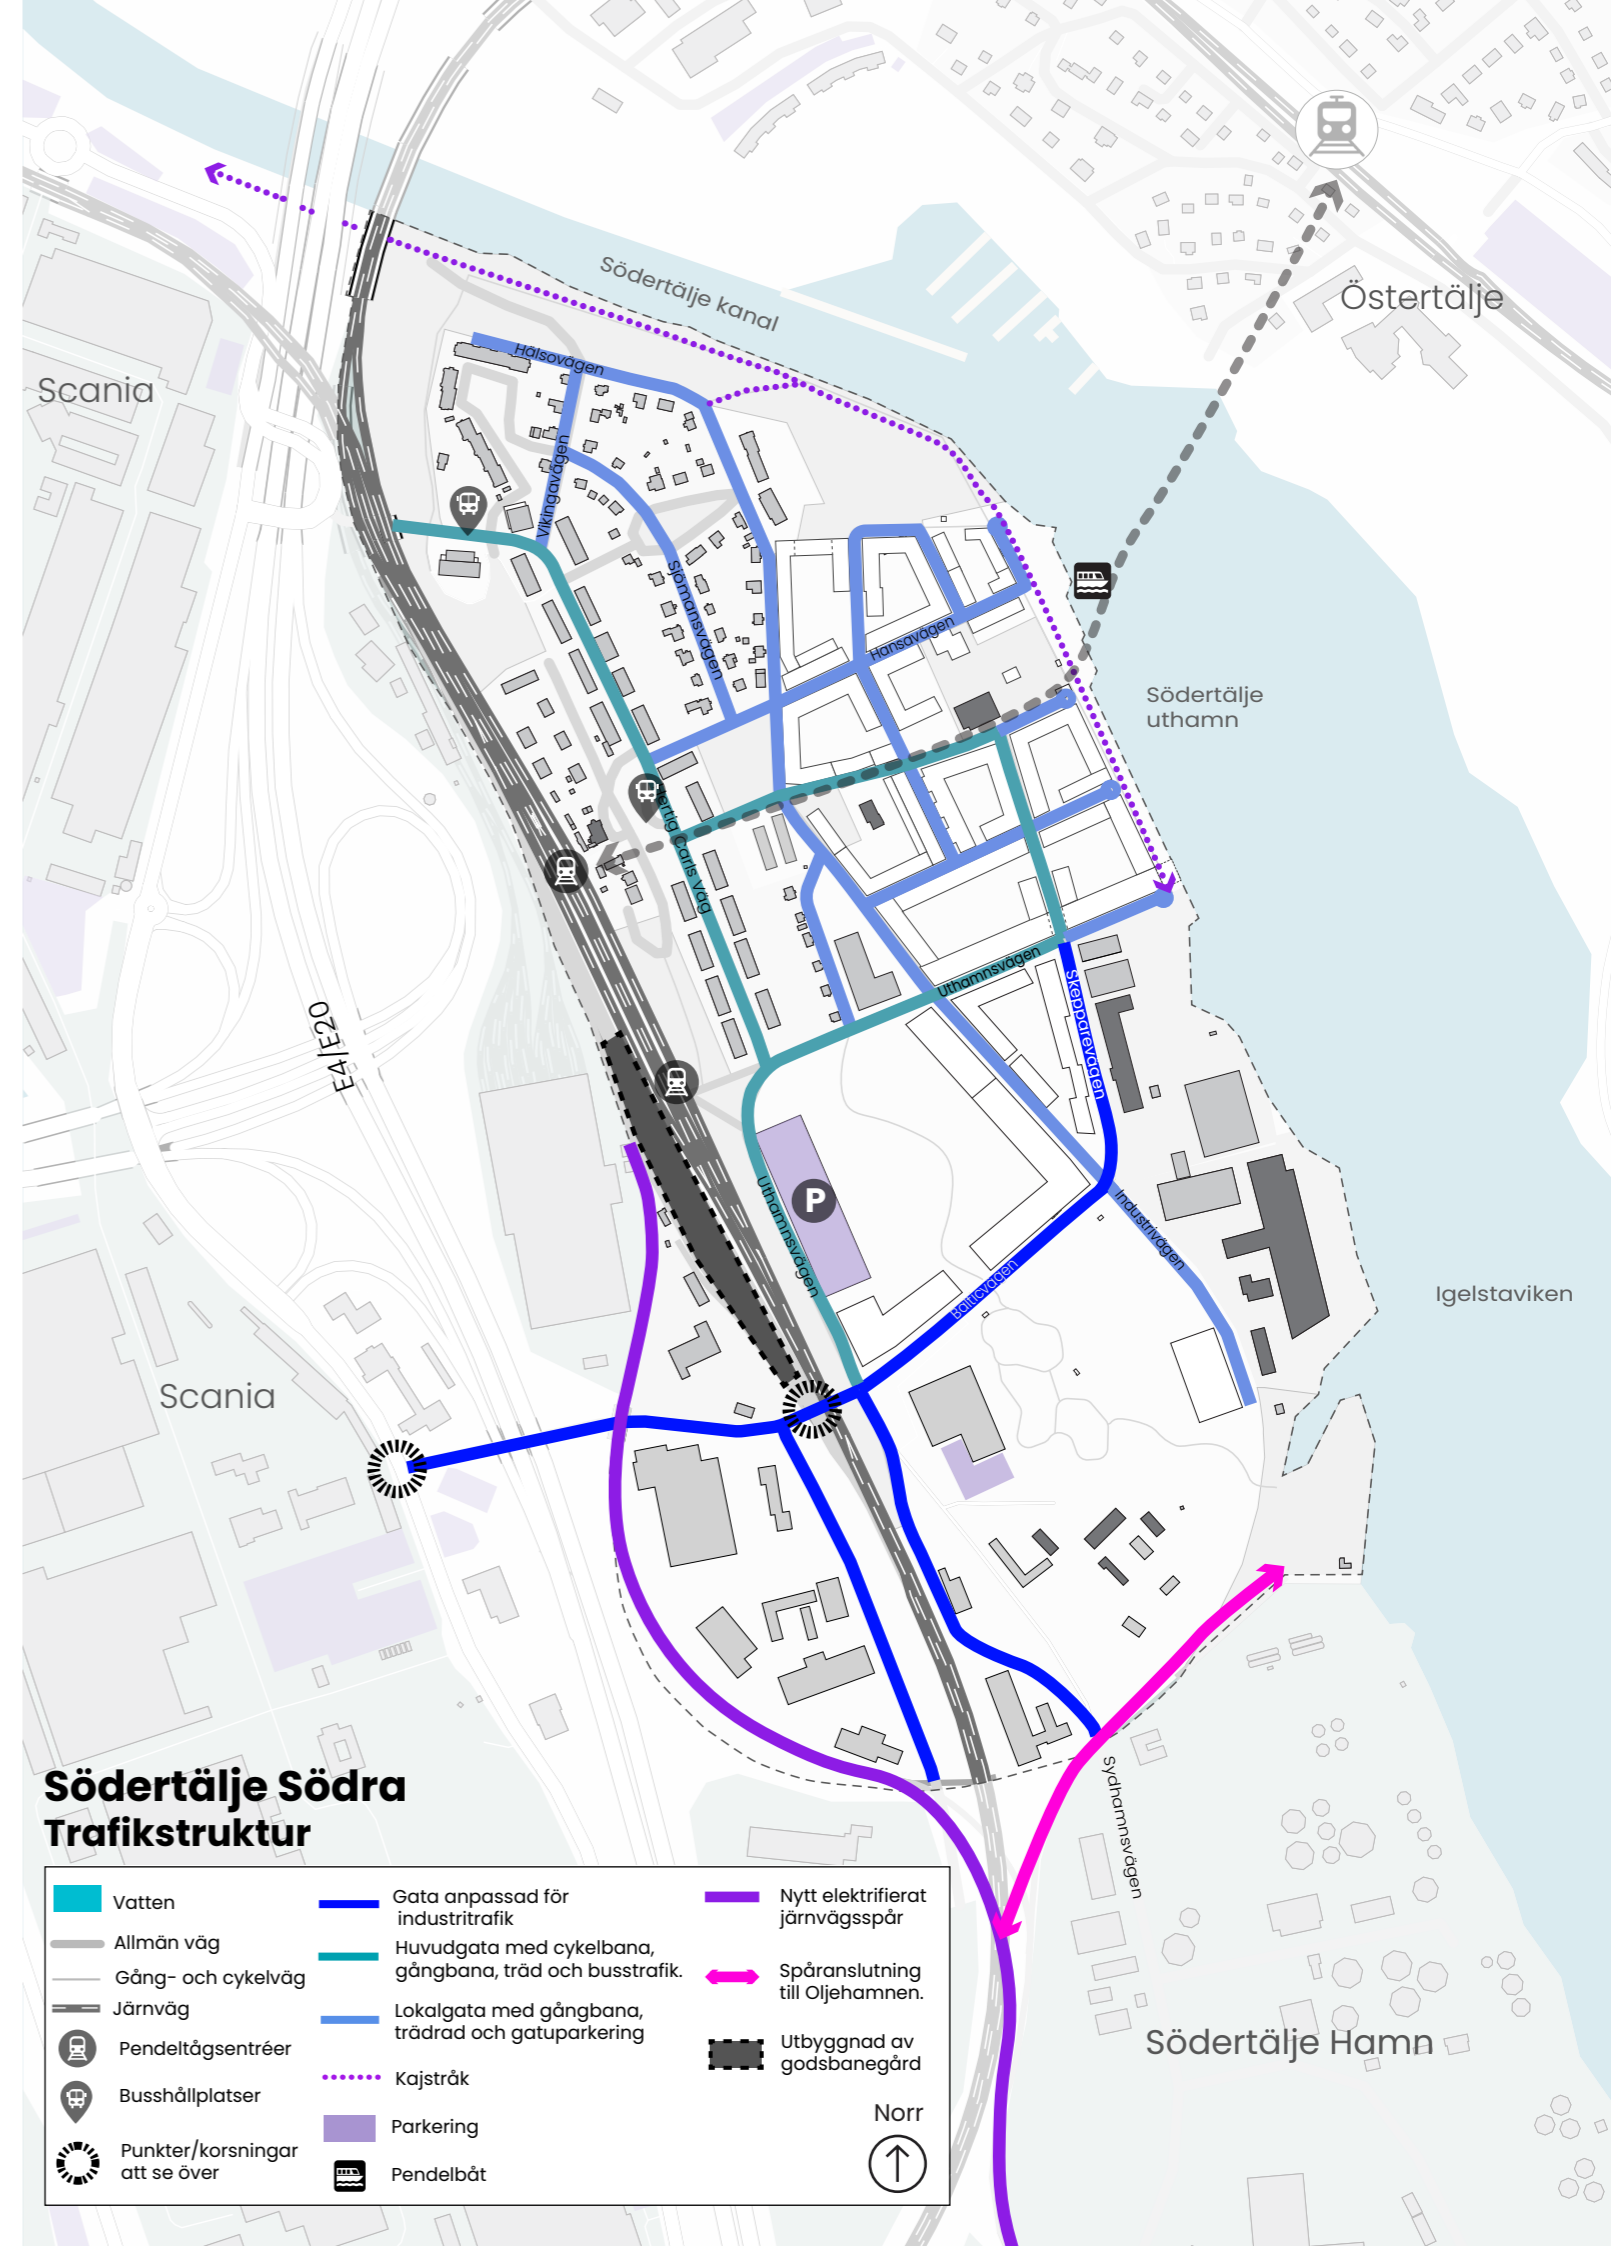 Södertälje kanal
Östertälje
Scania
Hälsovägen
Vikingavägen
Sjömansvägen
Hansavägen
Södertälje
uthamn
Hertig Carls väg
Uthamnsvägen
Skepparevägen
E4/E20
P
Uthamnsvägen
Industrivägen
Balticvägen
Igelstaviken
Scania
Sydhamnsvägen
Södertälje Hamn
Södertälje Södra
Trafikstruktur
Vatten
Allmän väg
Gång- och cykelväg
Järnväg
Pendeltågsentréer
Busshållplatser
Punkter/korsningar
att se över
Gata anpassad för
industritrafik
Huvudgata med cykelbana,
gångbana, träd och busstrafik.
Lokalgata med gångbana,
trädrad och gatuparkering
Kajstråk
Parkering
Pendelbåt
Nytt elektrifierat
järnvägsspår
Spåranslutning
till Oljehamnen.
Utbyggnad av
godsbanegård
Norr